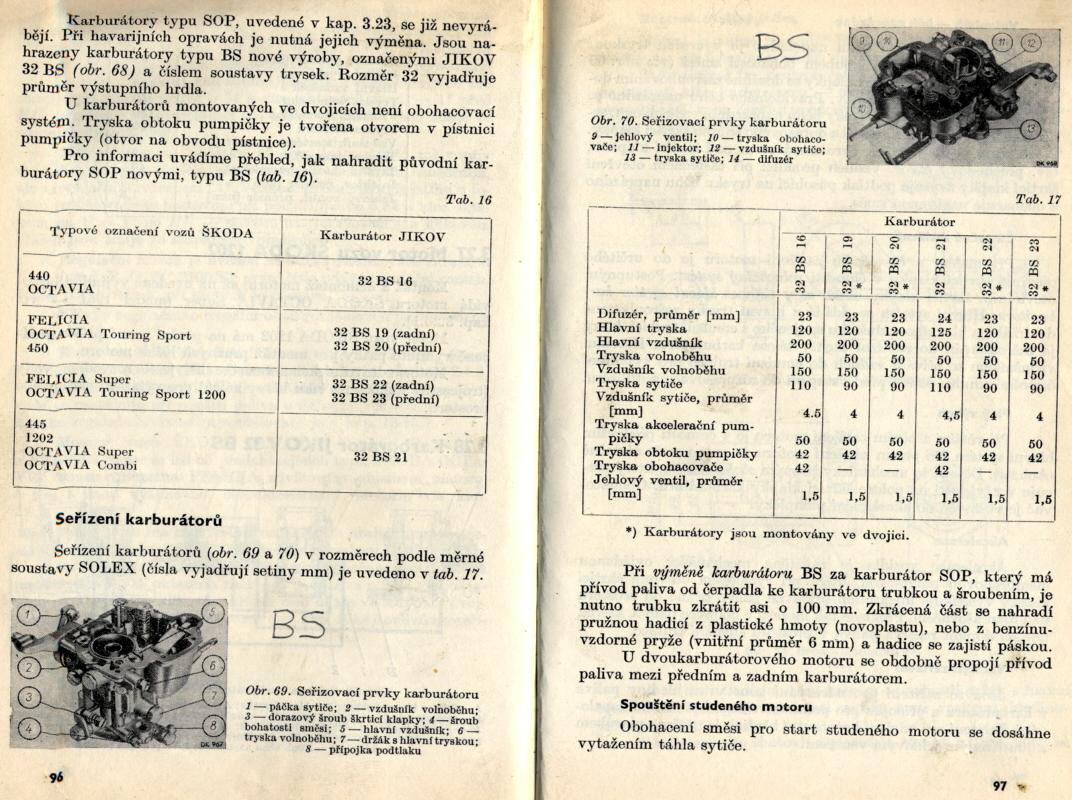 Karburátory typu SOP, uvedené v kap. 3.23, se již nevyrá-
bějí. Při havarijních opravách je nutná jejich výměna. Jsou na-
hrazeny karburátory typu BS nové výroby, označenými JIKOV
32 BS (obr. 68) a číslem soustavy trysek. Rozměr 32 vyjadřuje
průměr výstupního hrdla.
U karburátorů montovaných ve dvojicích není obohacovací
systém. Tryska obtoku pumpičky je tvořena otvorem v pístnici
pumpičky (otvor na obvodu pístnice).
Pro informaci uvádíme přehled, jak nahradit původní kar-
burátory SOP novými, typu BS (tab. 16).
Tab. 16
Typové označení vozů ŠKODA Karburátor JIKOV
440
OCTAVIA 32 BS 16
FELICIA
OCTAVIA Touring Sport 32 BS 19 (zadní)
450 32 BS 20 (přední)
FELICIA Super 32 BS 22 (zadní)
OCTAVIA Touring Sport 1200 32 BS 23 (přední)
445
1202
OCTAVIA Super 32 BS 21
OCTAVIA Combi
Seřízení karburátorů
Seřízení karburátorů (obr. 69 a 70) v rozměrech podle měrné
soustavy SOLEX (čísla vyjadřují setiny mm) je uvedeno v tab. 17.
1 5
2 6
3 7
4 8
DK 967
BS
Obr. 69. Seřizovací prvky karburátoru
1 — páčka sytiče; 2 — vzdušník volnoběhu;
3 — dorazový šroub škrticí klapky; 4 — šroub
bohatosti směsi; 5 — hlavní vzdušník; 6 —
tryska volnoběhu; 7 — držák s hlavní tryskou;
8 — přípojka podtlaku
96
BS
9 14 11 12
10 13
DK 968
Obr. 70. Seřizovací prvky karburátoru
9 — jehlový ventil; 10 — tryska obohaco-
vače; 11 — injektor; 12 — vzdušník sytiče;
13 — tryska sytiče; 14 — difuzér
Tab. 17
Karburátor
32 BS 16 32 BS 19 * 32 BS 20 * 32 BS 21 32 BS 22 * 32 BS 23 *
Difuzér, průměr [mm] 23 23 23 24 23 23
Hlavní tryska 120 120 120 125 120 120
Hlavní vzdušník 200 200 200 200 200 200
Tryska volnoběhu 50 50 50 50 50 50
Vzdušník volnoběhu 150 150 150 150 150 150
Tryska sytiče 110 90 90 110 90 90
Vzdušník sytiče, průměr
[mm] 4.5 4 4 4,5 4 4
Tryska akcelerační pum-
pičky 50 50 50 50 50 50
Tryska obtoku pumpičky 42 42 42 42 42 42
Tryska obohacovače 42 — — 42 — —
Jehlový ventil, průměr
[mm] 1,5 1,5 1,5 1,5 1,5 1,5
*) Karburátory jsou montovány ve dvojici.
Při výměně karburátoru BS za karburátor SOP, který má
přívod paliva od čerpadla ke karburátoru trubkou a šroubením, je
nutno trubku zkrátit asi o 100 mm. Zkrácená část se nahradí
pružnou hadicí z plastické hmoty (novoplastu), nebo z benzínu-
vzdorné pryže (vnitřní průměr 6 mm) a hadice se zajistí páskou.
U dvoukarburátorového motoru se obdobně propojí přívod
paliva mezi předním a zadním karburátorem.
Spouštění studeného motoru
Obohacení směsi pro start studeného motoru se dosáhne
vytažením táhla sytiče.
97